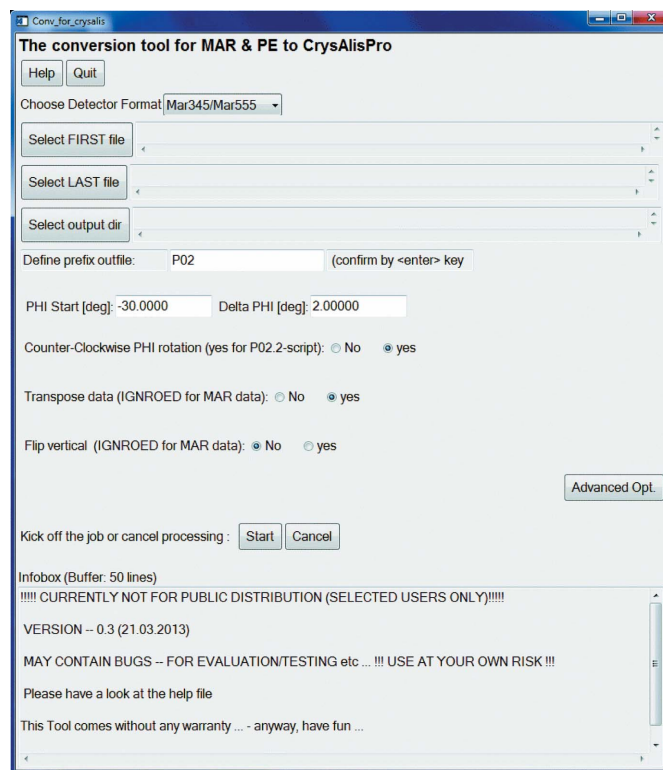 Conv_for_crysalis
The conversion tool for MAR & PE to CrysAlisPro
Help Quit
Choose Detector Format Mar345/Mar555
Select FIRST file
Select LAST file
Select output dir
Define prefix outfile: P02 (confirm by <enter> key
PHI Start [deg]: -30.0000 Delta PHI [deg]: 2.00000
Counter-Clockwise PHI rotation (yes for P02.2-script): No yes
Transpose data (IGNROED for MAR data): No yes
Flip vertical (IGNROED for MAR data): No yes
Advanced Opt.
Kick off the job or cancel processing : Start Cancel
Infobox (Buffer: 50 lines)
!!!!! CURRENTLY NOT FOR PUBLIC DISTRIBUTION (SELECTED USERS ONLY)!!!!!
VERSION -- 0.3 (21.03.2013)
MAY CONTAIN BUGS -- FOR EVALUATION/TESTING etc ... !!! USE AT YOUR OWN RISK !!!
Please have a look at the help file
This Tool comes without any warranty ... - anyway, have fun ...